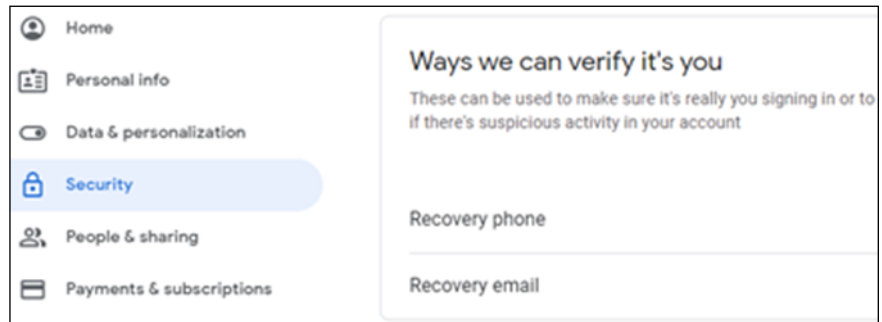 Home
Personal info
Data & personalization
Security
People & sharing
Payments & subscriptions
Ways we can verify it's you
These can be used to make sure it's really you signing in or to
if there's suspicious activity in your account
Recovery phone
Recovery email